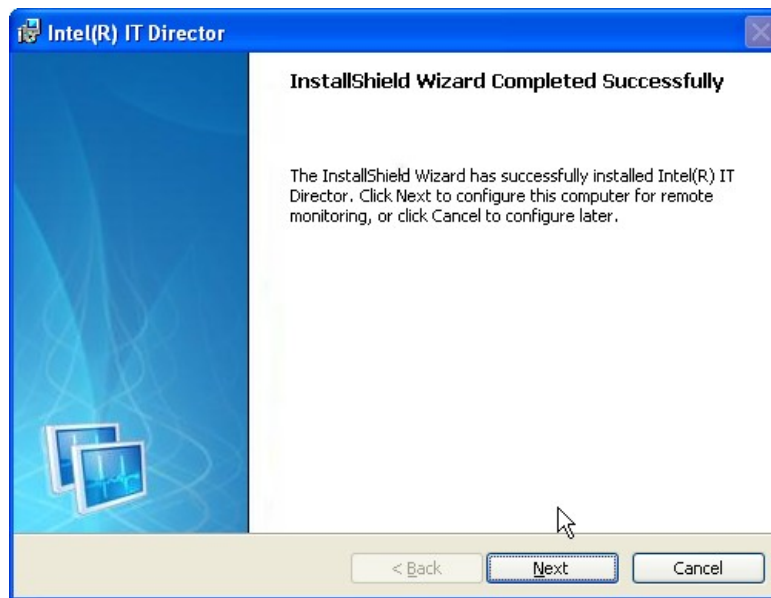 Intel(R) IT Director
InstallShield Wizard Completed Successfully
The InstallShield Wizard has successfully installed Intel(R) IT
Director. Click Next to configure this computer for remote
monitoring, or click Cancel to configure later.
< Back
Next
Cancel